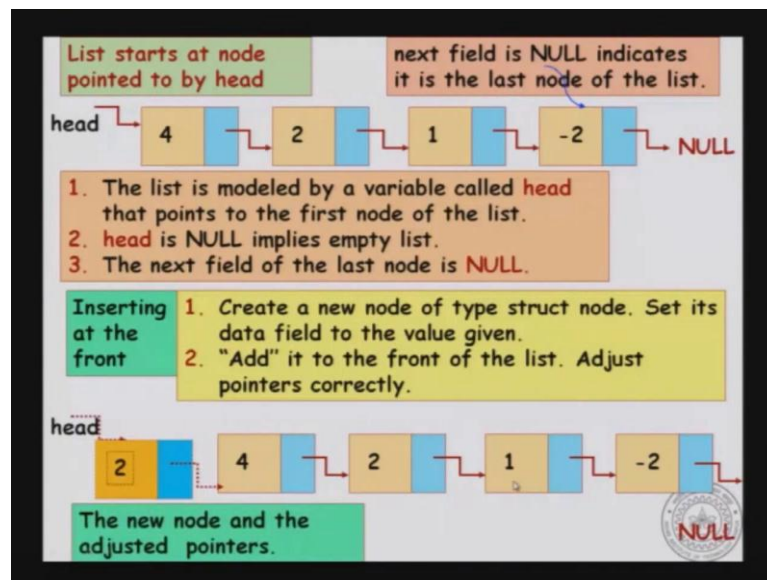 List starts at node
pointed to by head
next field is NULL indicates
it is the last node of the list.
head
4 2 1 -2
NULL
1. The list is modeled by a variable called head
that points to the first node of the list.
2. head is NULL implies empty list.
3. The next field of the last node is NULL.
Inserting
at the
front
1. Create a new node of type struct node. Set its
data field to the value given.
2. "Add" it to the front of the list. Adjust
pointers correctly.
head
2 4 2 1 -2
NULL
The new node and the
adjusted pointers.